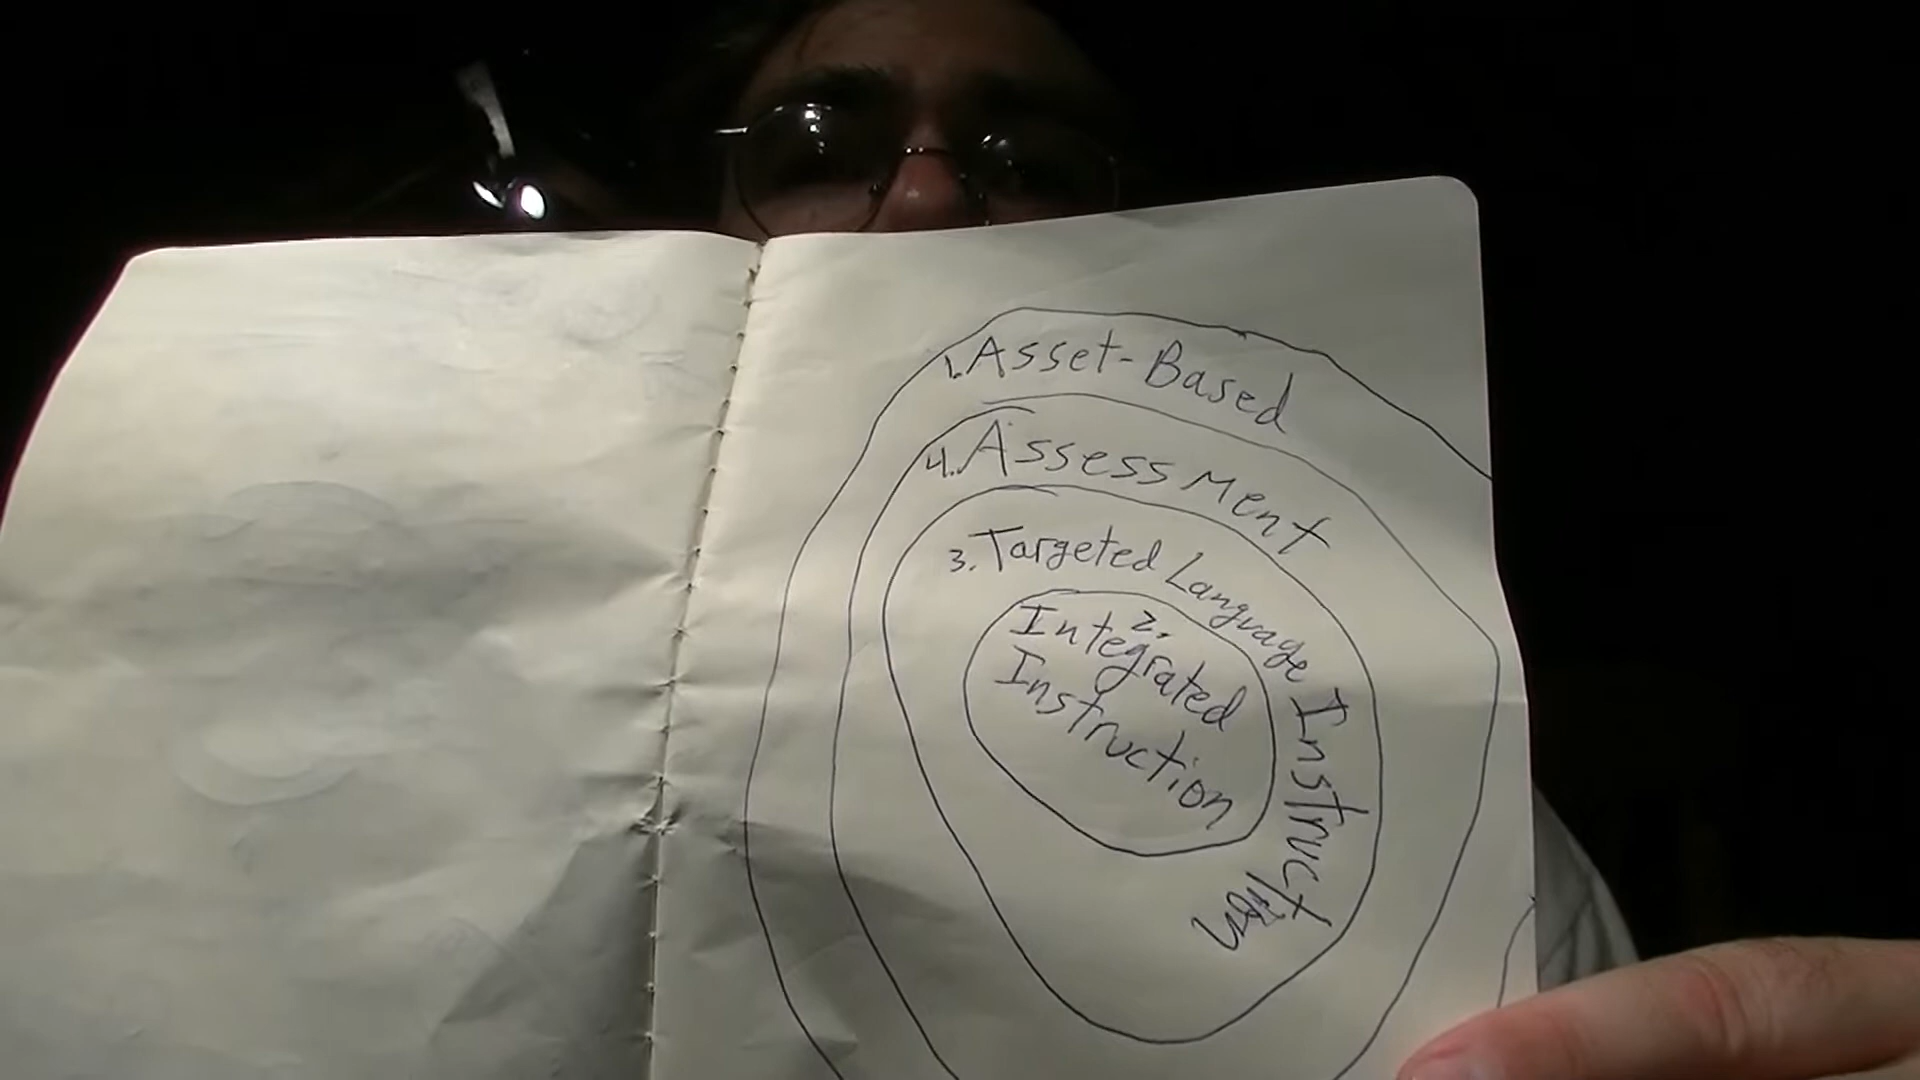 1. Asset-Based
4. Assessment
3. Targeted Language Instruction
2.
Integrated
Instruction